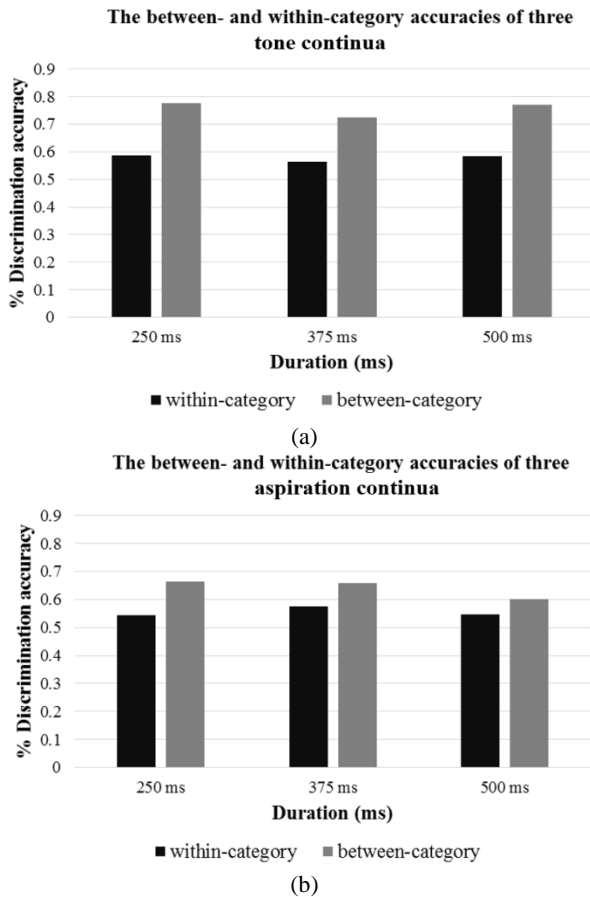 The between- and within-category accuracies of three
tone continua
% Discrimination accuracy
0.9
0.8
0.7
0.6
0.5
0.4
0.3
0.2
0.1
0
250 ms
375 ms
500 ms
Duration (ms)
within-category
between-category
(a)
The between- and within-category accuracies of three
aspiration continua
% Discrimination accuracy
0.9
0.8
0.7
0.6
0.5
0.4
0.3
0.2
0.1
0
250 ms
375 ms
500 ms
Duration (ms)
within-category
between-category
(b)